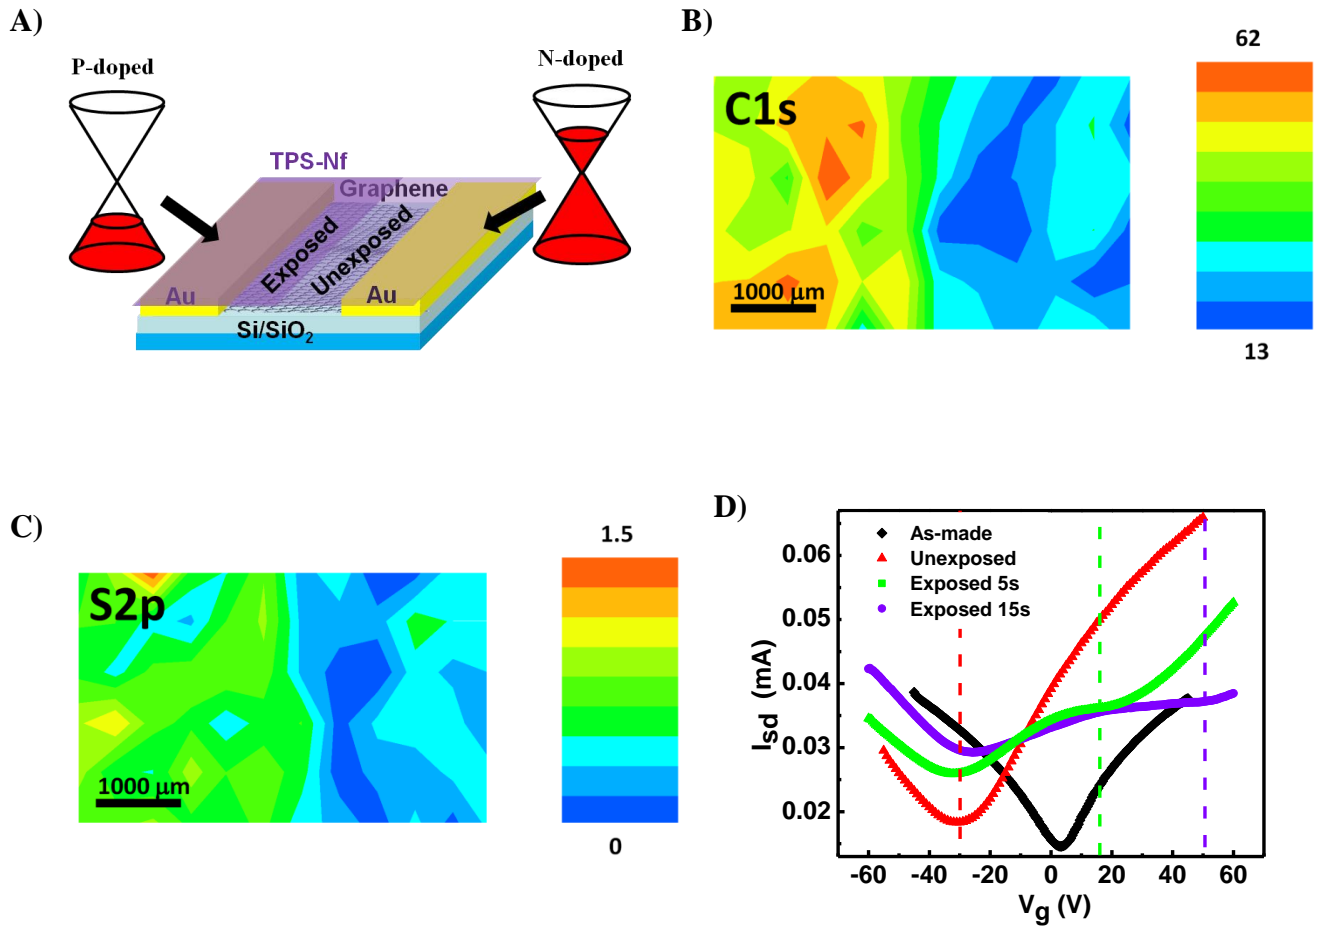 A)
P-doped
N-doped
TPS-Nf
Graphene
Exposed
Unexposed
Au
Au
Si/SiO2
B)
C1s
1000 μm
62
13
C)
S2p
1000 μm
1.5
0
D)
As-made
Unexposed
Exposed 5s
Exposed 15s
0.06
0.05
0.04
0.03
0.02
Isd (mA)
-60 -40 -20 0 20 40 60
Vg (V)